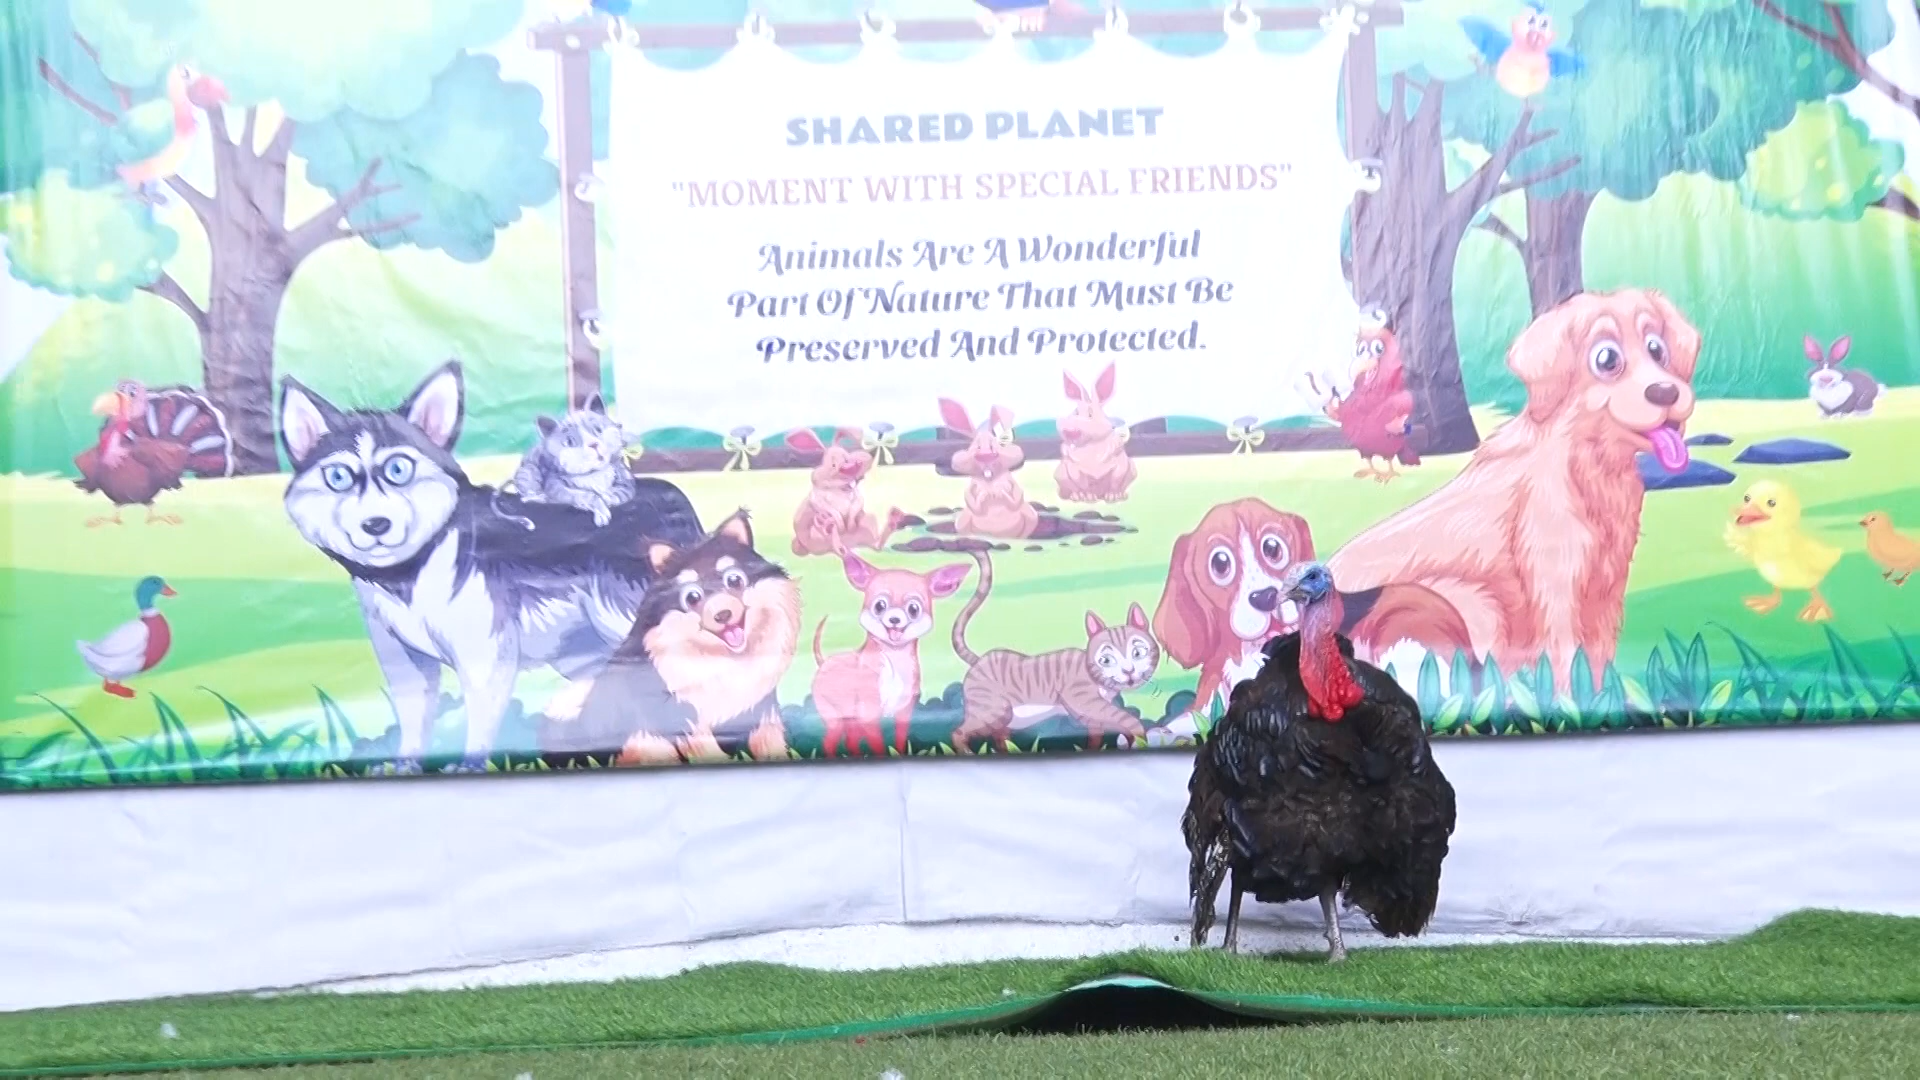 SHARED PLANET
"MOMENT WITH SPECIAL FRIENDS"
Animals Are A Wonderful
Part Of Nature That Must Be
Preserved And Protected.